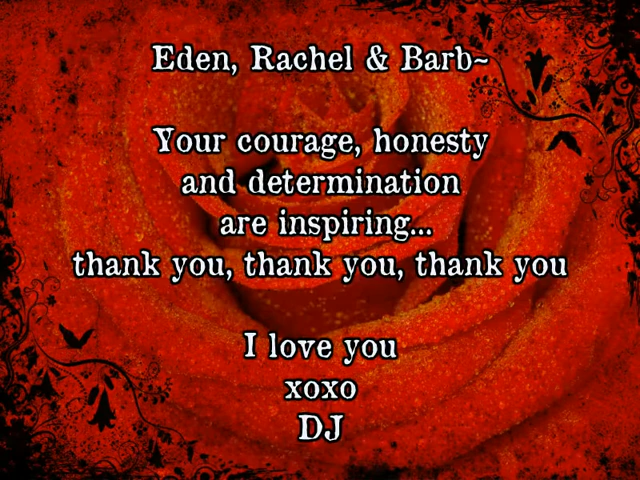 Eden, Rachel & Barb~
Your courage, honesty
and determination
are inspiring...
thank you, thank you, thank you
I love you
xoxo
DJ